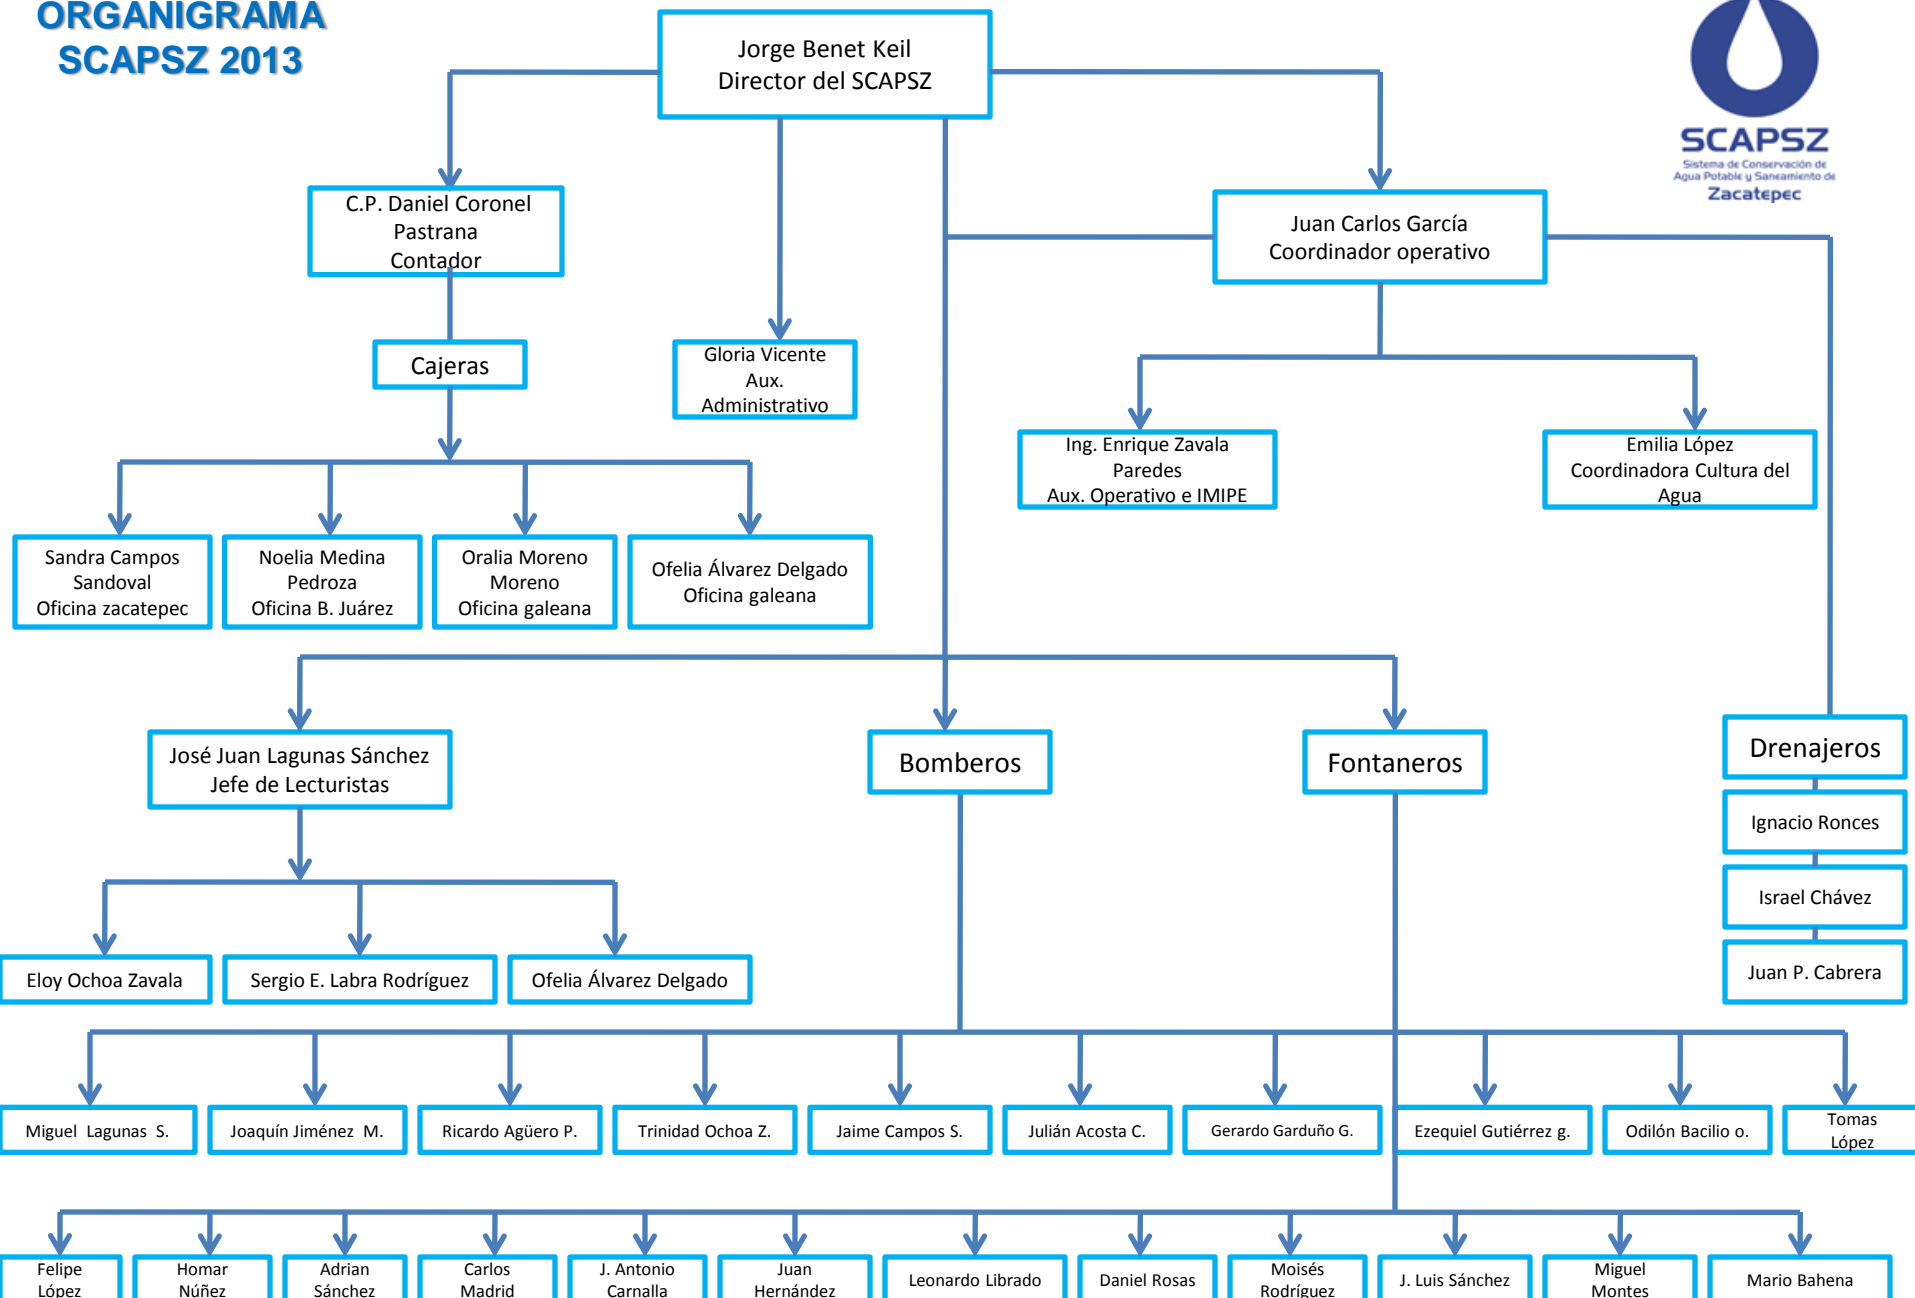 ORGANIGRAMA
SCAPSZ 2013
Jorge Benet Keil
Director del SCAPSZ
SCAPSZ
Sistema de Conservación de
Agua Potable y Saneamiento de
Zacatepec
C.P. Daniel Coronel
Pastrana
Contador
Juan Carlos García
Coordinador operativo
Cajeras
Gloria Vicente
Aux.
Administrativo
Ing. Enrique Zavala
Paredes
Aux. Operativo e IMIPE
Emilia López
Coordinadora Cultura del
Agua
Sandra Campos
Sandoval
Oficina zacatepec
Noelia Medina
Pedroza
Oficina B. Juárez
Oralia Moreno
Moreno
Oficina galeana
Ofelia Álvarez Delgado
Oficina galeana
José Juan Lagunas Sánchez
Jefe de Lecturistas
Bomberos
Fontaneros
Drenajeros
Ignacio Ronces
Israel Chávez
Juan P. Cabrera
Eloy Ochoa Zavala
Sergio E. Labra Rodríguez
Ofelia Álvarez Delgado
Miguel  Lagunas  S.
Joaquín Jiménez  M.
Ricardo Agüero P.
Trinidad Ochoa Z.
Jaime Campos S.
Julián Acosta C.
Gerardo Garduño G.
Ezequiel Gutiérrez g.
Odilón Bacilio o.
Tomas
López
Felipe
López
Homar
Núñez
Adrian
Sánchez
Carlos
Madrid
J. Antonio
Carnalla
Juan
Hernández
Leonardo Librado
Daniel Rosas
Moisés
Rodríguez
J. Luis Sánchez
Miguel
Montes
Mario Bahena